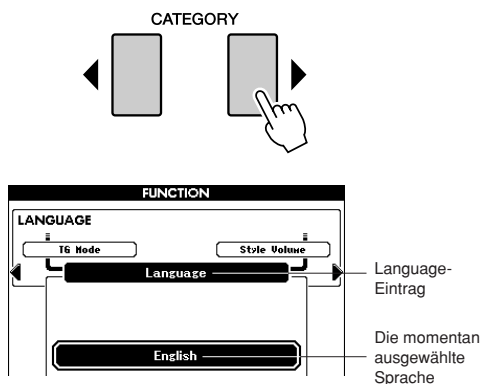 CATEGORY
FUNCTION
LANGUAGE
TG Mode
Style Volume
Language
Language-
Eintrag
English
Die momentan
ausgewählte
Sprache